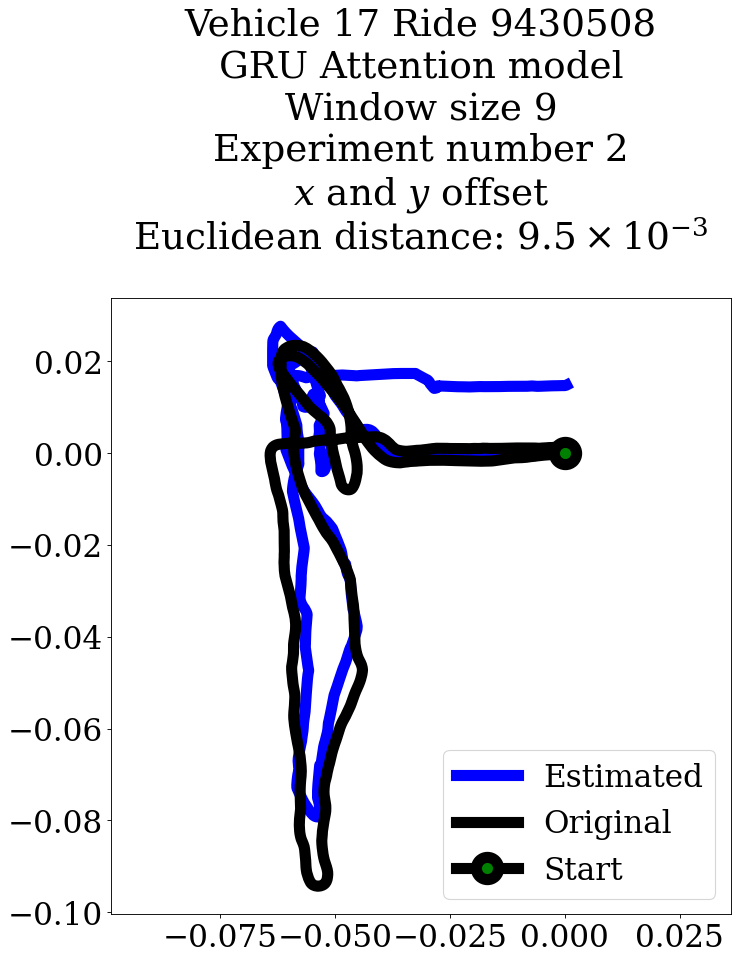 Vehicle 17 Ride 9430508
GRU Attention model
Window size 9
Experiment number 2
x and y offset
Euclidean distance: 9.5 × 10⁻³
0.02
0.00
−0.02
−0.04
−0.06
−0.08
−0.10
Estimated
Original
Start
−0.075 −0.050 −0.025 0.000 0.025